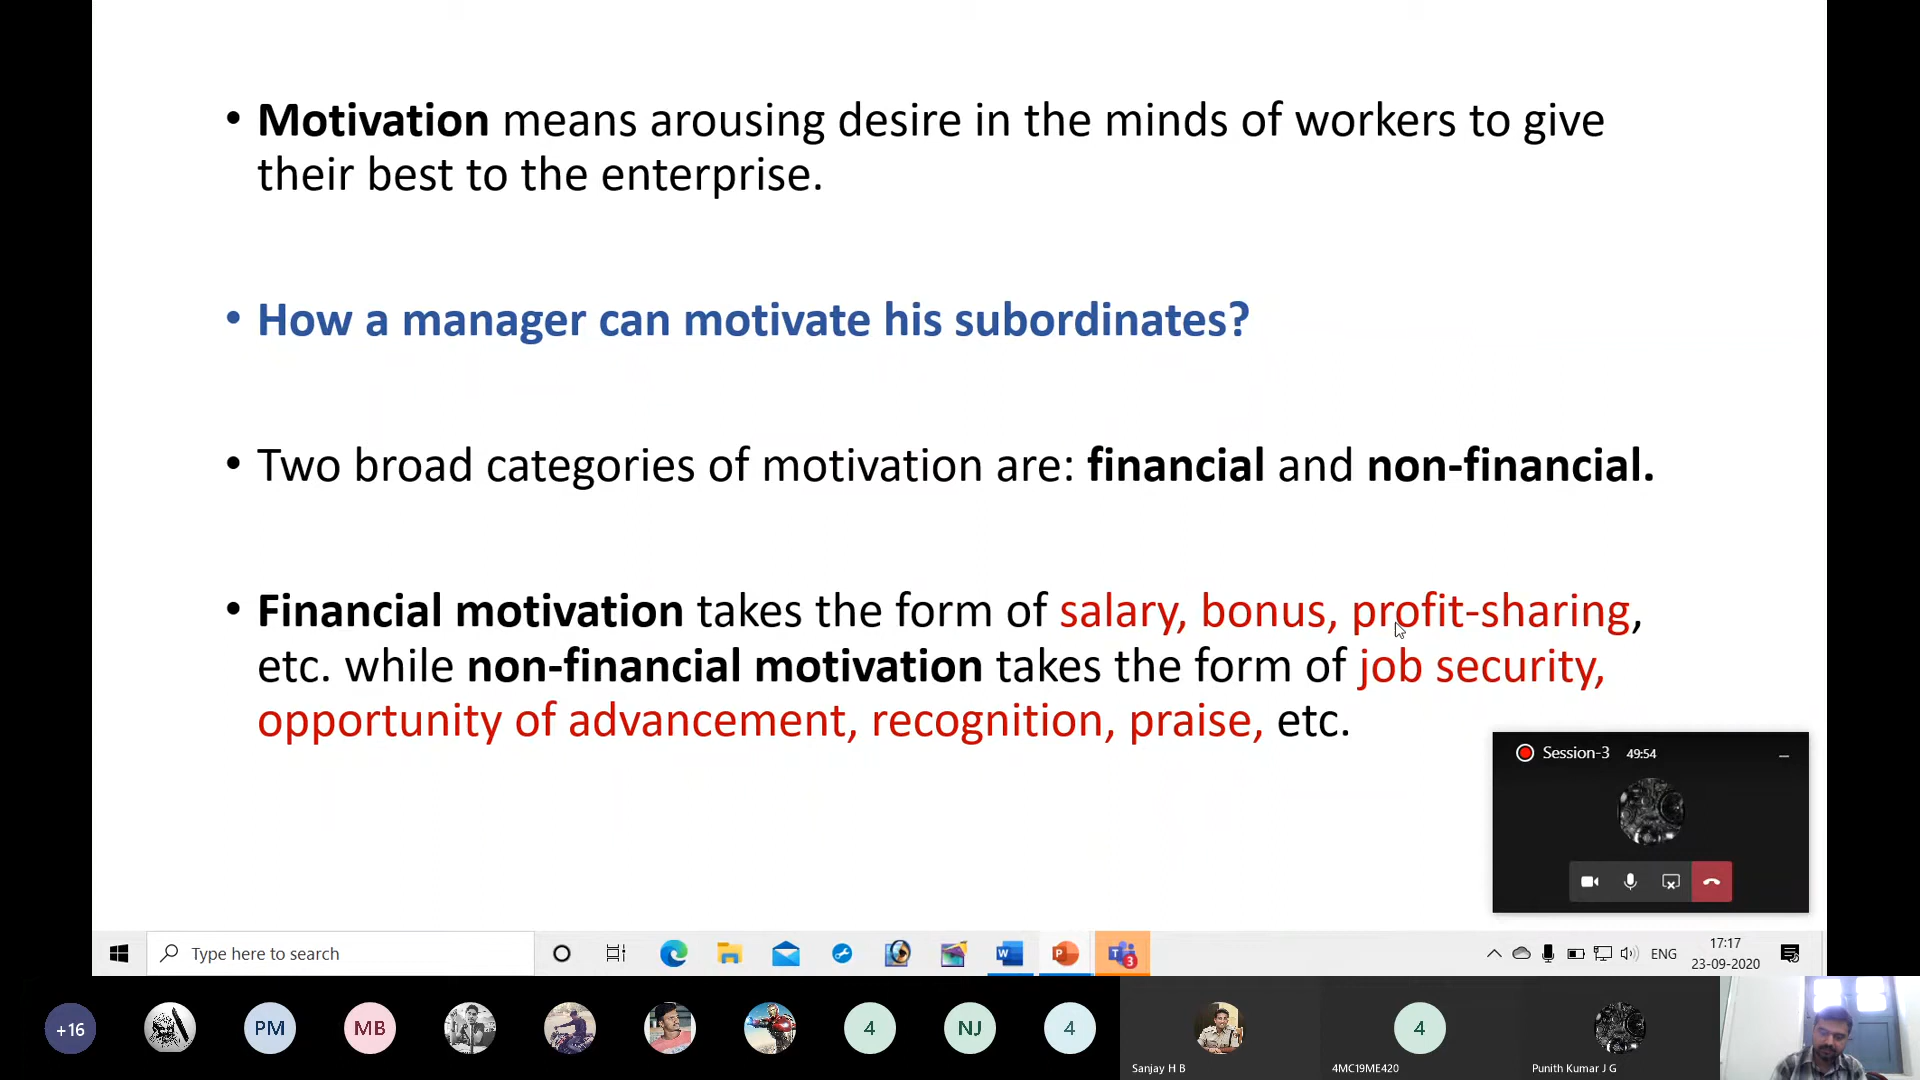 • Motivation means arousing desire in the minds of workers to give
their best to the enterprise.
• How a manager can motivate his subordinates?
• Two broad categories of motivation are: financial and non-financial.
• Financial motivation takes the form of salary, bonus, profit-sharing,
etc. while non-financial motivation takes the form of job security,
opportunity of advancement, recognition, praise, etc.
Session-3 49:54
Type here to search
W
P
T
3
ENG
17:17
23-09-2020
+16
PM
MB
4
NJ
4
4
Sanjay H B
4MC19ME420
Punith Kumar J G